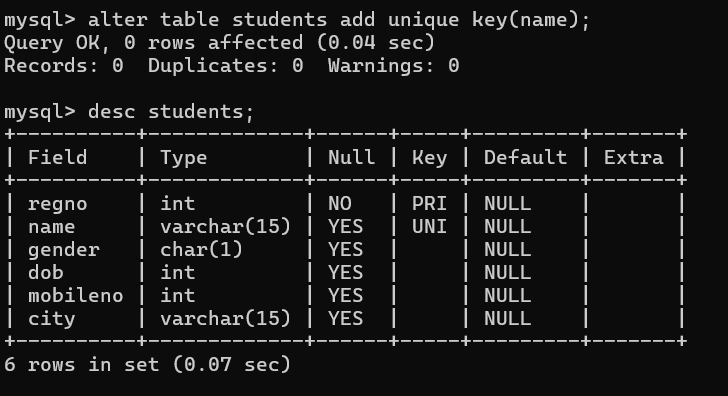 mysql> alter table students add unique key(name);
Query OK, 0 rows affected (0.04 sec)
Records: 0  Duplicates: 0  Warnings: 0

mysql> desc students;
+----------+-------------+------+-----+---------+-------+
| Field    | Type        | Null | Key | Default | Extra |
+----------+-------------+------+-----+---------+-------+
| regno    | int         | NO   | PRI | NULL    |       |
| name     | varchar(15) | YES  | UNI | NULL    |       |
| gender   | char(1)     | YES  |     | NULL    |       |
| dob      | int         | YES  |     | NULL    |       |
| mobileno | int         | YES  |     | NULL    |       |
| city     | varchar(15) | YES  |     | NULL    |       |
+----------+-------------+------+-----+---------+-------+
6 rows in set (0.07 sec)